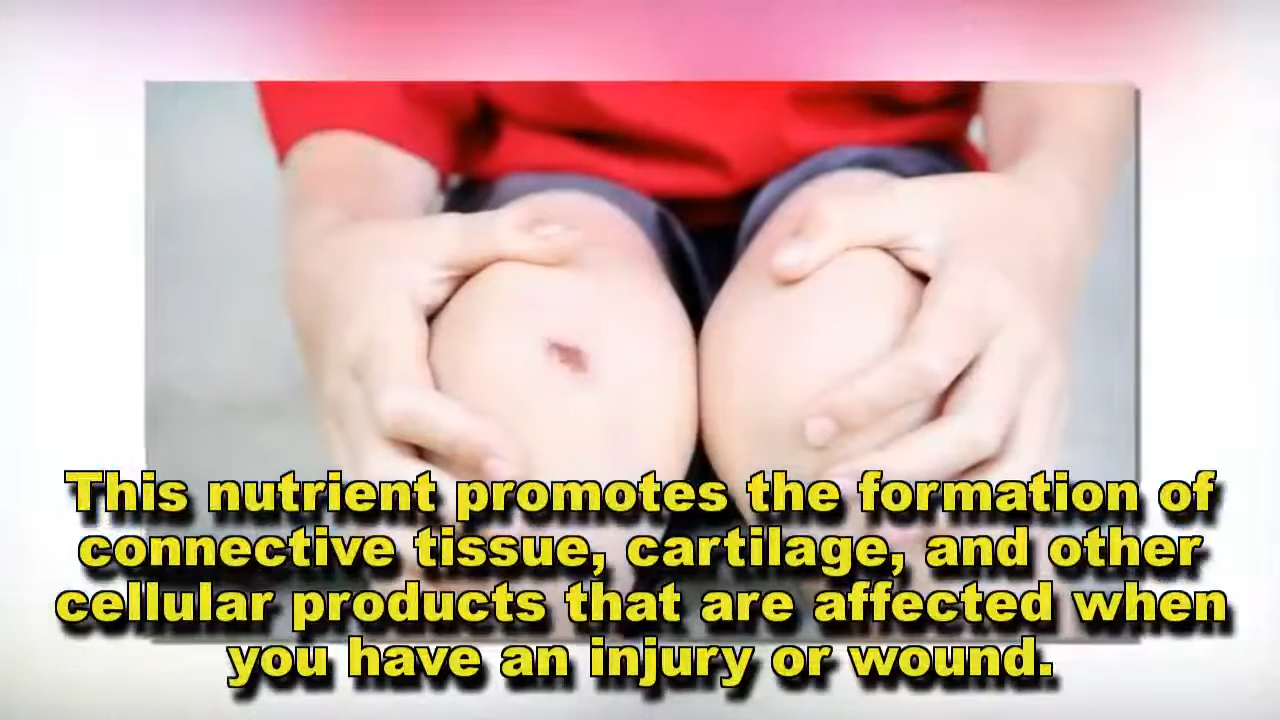 This nutrient promotes the formation of
connective tissue, cartilage, and other
cellular products that are affected when
you have an injury or wound.